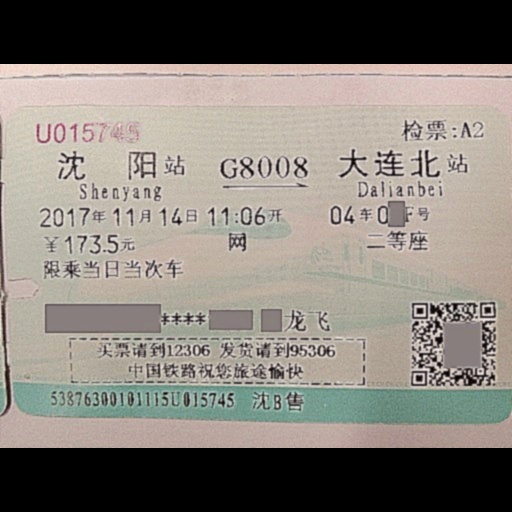 U015745 检票:A2
沈阳站 G8008 大连北站
Shenyang Dalianbei
2017年11月14日11:06开 04车0F号
￥173.5元 网 二等座
限乘当日当次车
**** 龙飞
买票请到12306 发货请到95306
中国铁路祝您旅途愉快
53876300101115U015745 沈B售